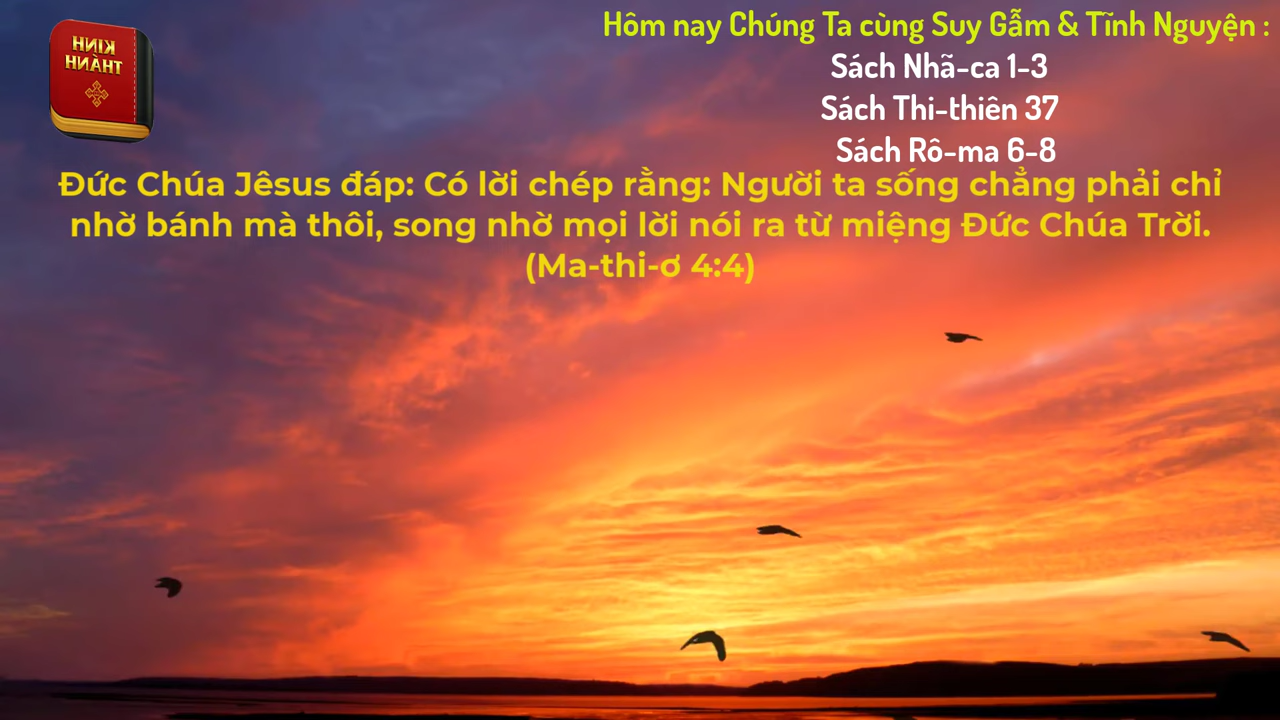 KINH
THÁNH
Hôm nay Chúng Ta cùng Suy Gẫm & Tĩnh Nguyện :
Sách Nhã-ca 1-3
Sách Thi-thiên 37
Sách Rô-ma 6-8
Đức Chúa Jêsus đáp: Có lời chép rằng: Người ta sống chẳng phải chỉ
nhờ bánh mà thôi, song nhờ mọi lời nói ra từ miệng Đức Chúa Trời.
(Ma-thi-ơ 4:4)